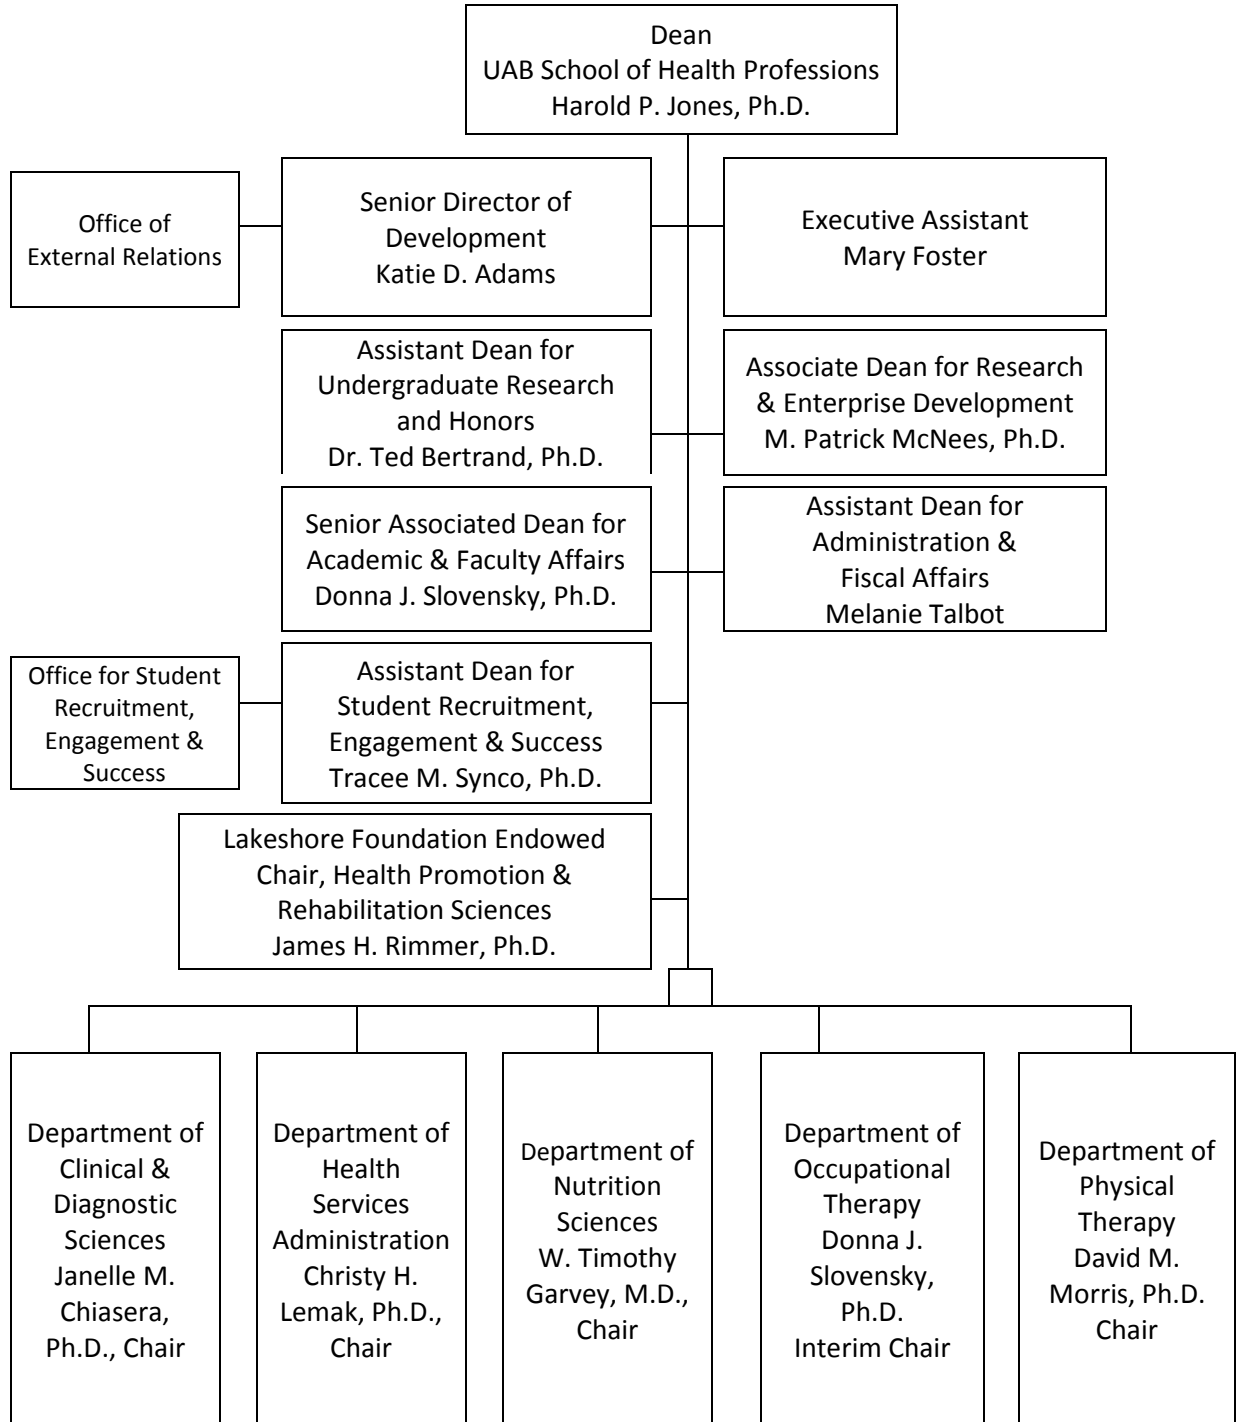 Dean
UAB School of Health Professions
Harold P. Jones, Ph.D.
Office of
External Relations
Senior Director of
Development
Katie D. Adams
Executive Assistant
Mary Foster
Assistant Dean for
Undergraduate Research
and Honors
Dr. Ted Bertrand, Ph.D.
Associate Dean for Research
& Enterprise Development
M. Patrick McNees, Ph.D.
Senior Associated Dean for
Academic & Faculty Affairs
Donna J. Slovensky, Ph.D.
Assistant Dean for
Administration &
Fiscal Affairs
Melanie Talbot
Office for Student
Recruitment,
Engagement &
Success
Assistant Dean for
Student Recruitment,
Engagement & Success
Tracee M. Synco, Ph.D.
Lakeshore Foundation Endowed
Chair, Health Promotion &
Rehabilitation Sciences
James H. Rimmer, Ph.D.
Department of
Clinical &
Diagnostic
Sciences
Janelle M.
Chiasera,
Ph.D., Chair
Department of
Health
Services
Administration
Christy H.
Lemak, Ph.D.,
Chair
Department of
Nutrition
Sciences
W. Timothy
Garvey, M.D.,
Chair
Department of
Occupational
Therapy
Donna J.
Slovensky,
Ph.D.
Interim Chair
Department of
Physical
Therapy
David M.
Morris, Ph.D.
Chair